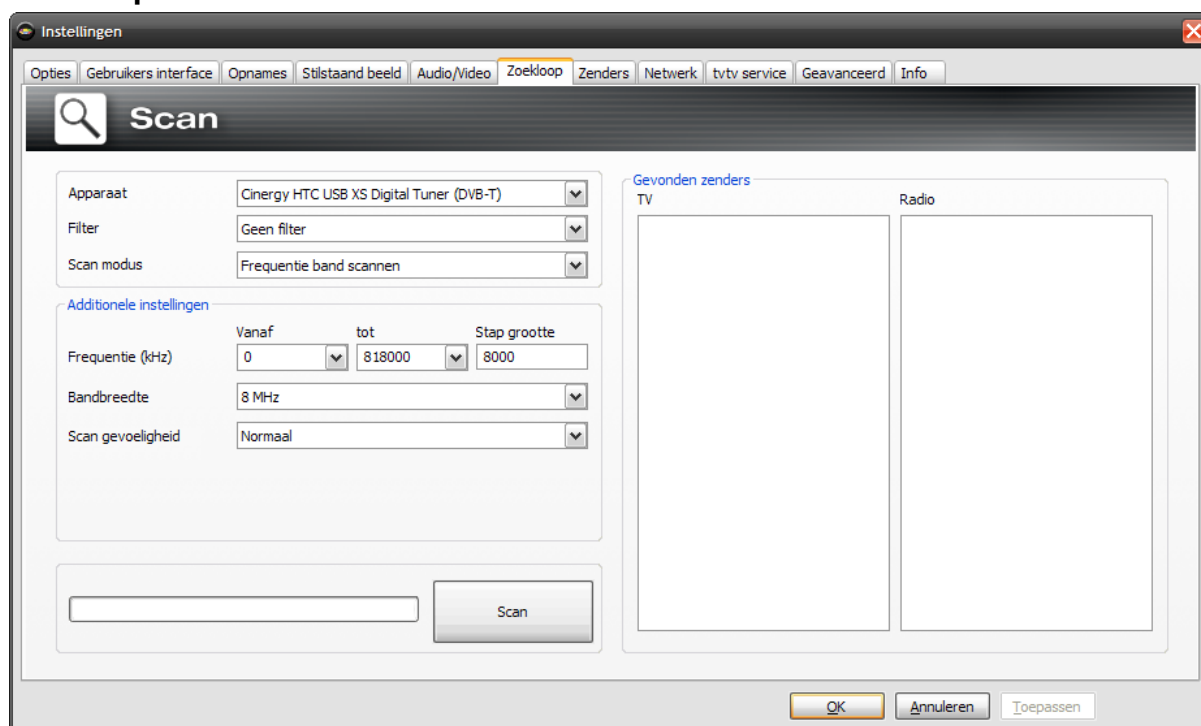 Instellingen
Opties Gebruikers interface Opnames Stilstaand beeld Audio/Video Zoekloop Zenders Netwerk tvtv service Geavanceerd Info
Scan
Apparaat Cinergy HTC USB XS Digital Tuner (DVB-T)
Filter Geen filter
Scan modus Frequentie band scannen
Additionele instellingen
Vanaf tot Stap grootte
Frequentie (kHz) 0 818000 8000
Bandbreedte 8 MHz
Scan gevoeligheid Normaal
Scan
Gevonden zenders
TV Radio
OK Annuleren Toepassen